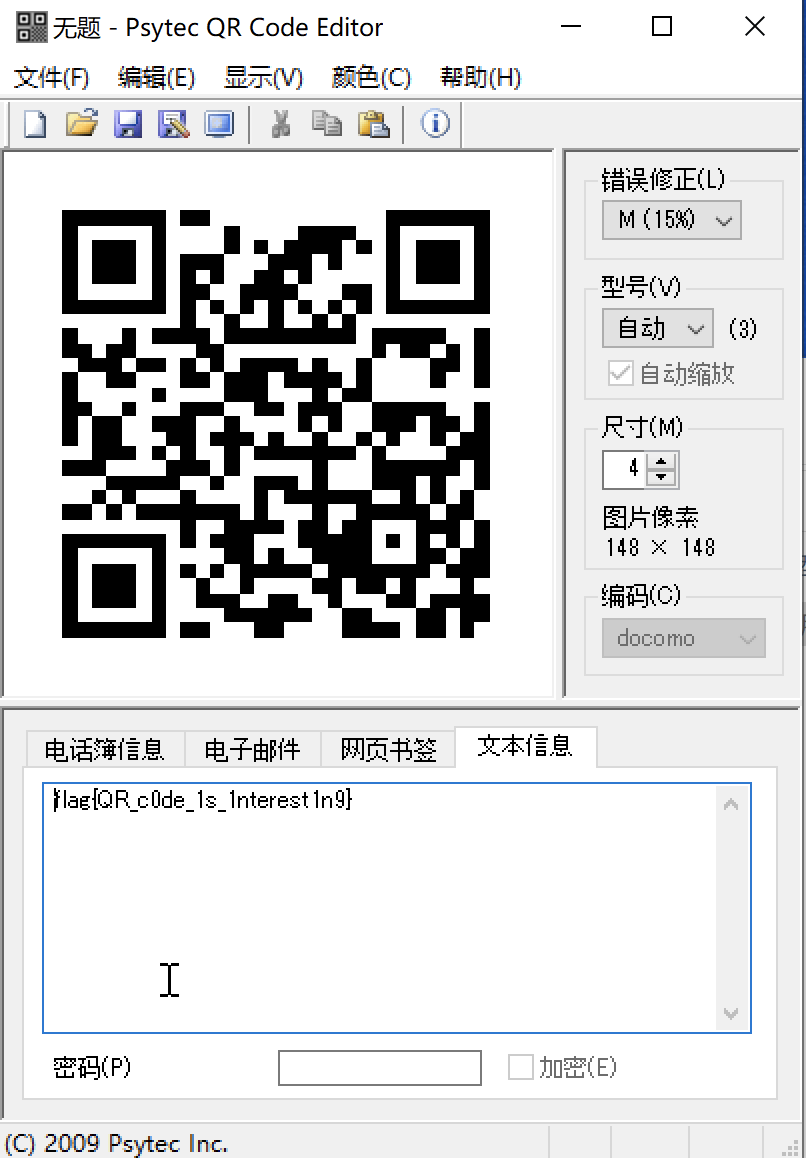 无题 - Psytec QR Code Editor
文件(F) 编辑(E) 显示(V) 颜色(C) 帮助(H)
错误修正(L)
M (15%)
型号(V)
自动 (3)
自动缩放
尺寸(M)
4
图片像素
148 × 148
编码(C)
docomo
电话簿信息 电子邮件 网页书签 文本信息
flag{QR_c0de_1s_1nterest1n9}
密码(P) 加密(E)
(C) 2009 Psytec Inc.